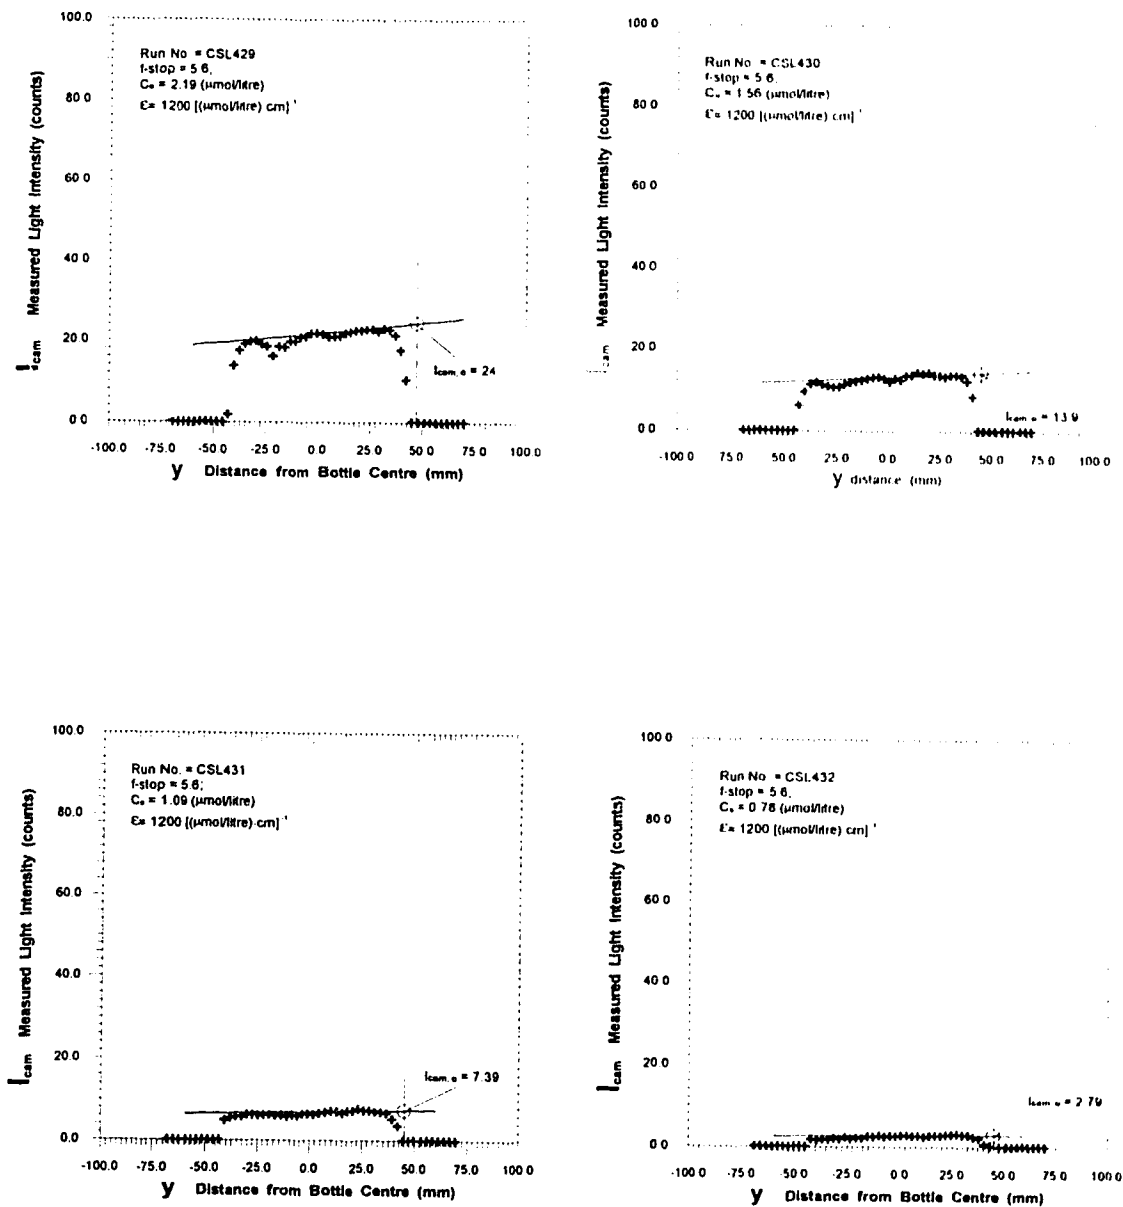 Run No. = CSL429
f-stop = 5.6,
Cₒ = 2.19 (µmol/litre)
ε = 1200 [(µmol/litre) cm]⁻¹
100.0
80 0
60 0
40 0
20 0
0 0
Icam Measured Light Intensity (counts)
Icam, o = 24
-100.0 -75.0 -50.0 -25.0 0.0 25.0 50.0 75.0 100.0
y Distance from Bottle Centre (mm)
Run No = CSL430
f-stop = 5.6,
Cₒ = 1.56 (µmol/litre)
ε = 1200 [(µmol/litre) cm]⁻¹
100 0
80 0
60 0
40 0
20 0
0 0
Icam Measured Light Intensity (counts)
Icam, o = 13.9
-100.0 75 0 50.0 25.0 0.0 25.0 50.0 75.0 100 0
y distance (mm)
Run No. = CSL431
f-stop = 5.6;
Cₒ = 1.09 (µmol/litre)
ε = 1200 [(µmol/litre)·cm]⁻¹
100.0
80.0
60.0
40.0
20.0
0.0
Icam Measured Light Intensity (counts)
Icam, o = 7.39
-100.0 -75.0 -50.0 -25.0 0.0 25.0 50.0 75.0 100.0
y Distance from Bottle Centre (mm)
Run No = CSL432
f-stop = 5.6,
Cₒ = 0.78 (µmol/litre)
ε = 1200 [(µmol/litre) cm]⁻¹
100 0
80 0
60 0
40 0
20 0
0 0
Icam Measured Light Intensity (counts)
Icam, o = 2.79
-100.0 -75.0 -50.0 -25.0 0.0 25.0 50.0 75.0 100.0
y Distance from Bottle Centre (mm)